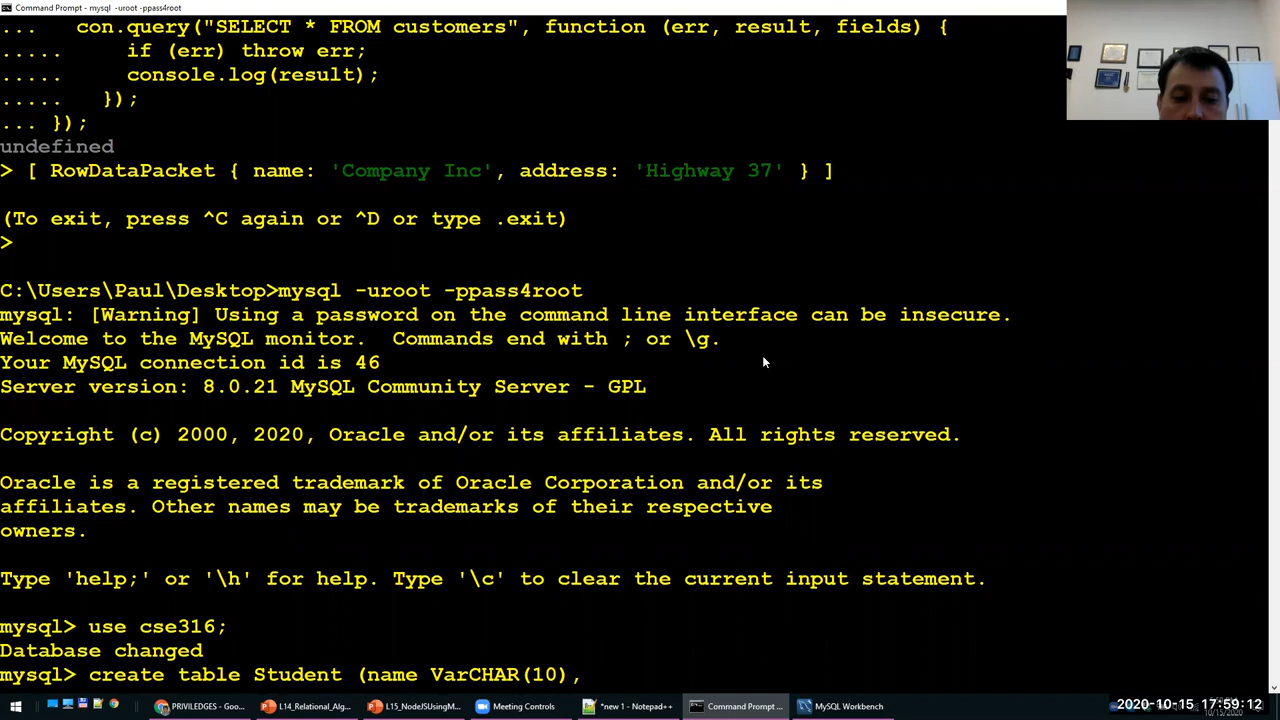 Command Prompt - mysql -uroot -ppass4root
...   con.query("SELECT * FROM customers", function (err, result, fields) {
.....     if (err) throw err;
.....     console.log(result);
.....   });
... });
undefined
> [ RowDataPacket { name: 'Company Inc', address: 'Highway 37' } ]
(To exit, press ^C again or ^D or type .exit)
>
C:\Users\Paul\Desktop>mysql -uroot -ppass4root
mysql: [Warning] Using a password on the command line interface can be insecure.
Welcome to the MySQL monitor.  Commands end with ; or \g.
Your MySQL connection id is 46
Server version: 8.0.21 MySQL Community Server - GPL
Copyright (c) 2000, 2020, Oracle and/or its affiliates. All rights reserved.
Oracle is a registered trademark of Oracle Corporation and/or its
affiliates. Other names may be trademarks of their respective
owners.
Type 'help;' or '\h' for help. Type '\c' to clear the current input statement.
mysql> use cse316;
Database changed
mysql> create table Student (name VarCHAR(10),
PRIVILEDGES - Goo...
L14_Relational_Alg...
L15_NodeJSUsingM...
Meeting Controls
*new 1 - Notepad++
Command Prompt ...
MySQL Workbench
2020-10-15 17:59:12